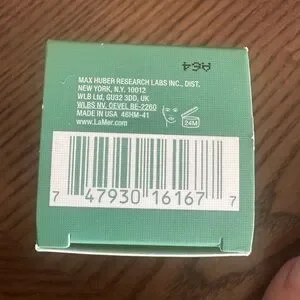 A64
MAX HUBER RESEARCH LABS INC., DIST.
NEW YORK, N.Y. 10012
WLB Ltd, GU32 3DD, UK
WLBS NV, OEVEL BE-2260
MADE IN USA 46HM-41
www.LaMer.com
24M
7 47930 16167 7